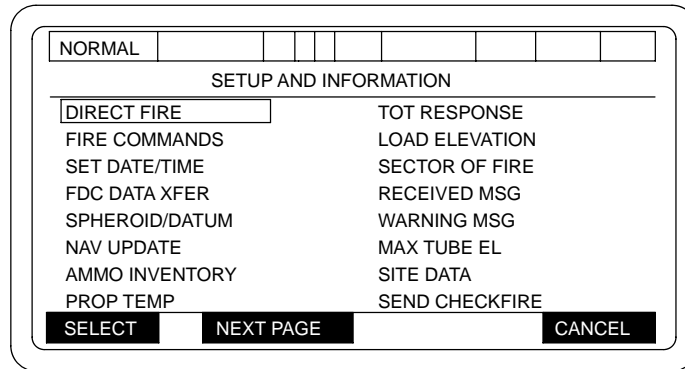 NORMAL
SETUP AND INFORMATION
DIRECT FIRE
FIRE COMMANDS
SET DATE/TIME
FDC DATA XFER
SPHEROID/DATUM
NAV UPDATE
AMMO INVENTORY
PROP TEMP
TOT RESPONSE
LOAD ELEVATION
SECTOR OF FIRE
RECEIVED MSG
WARNING MSG
MAX TUBE EL
SITE DATA
SEND CHECKFIRE
SELECT NEXT PAGE CANCEL